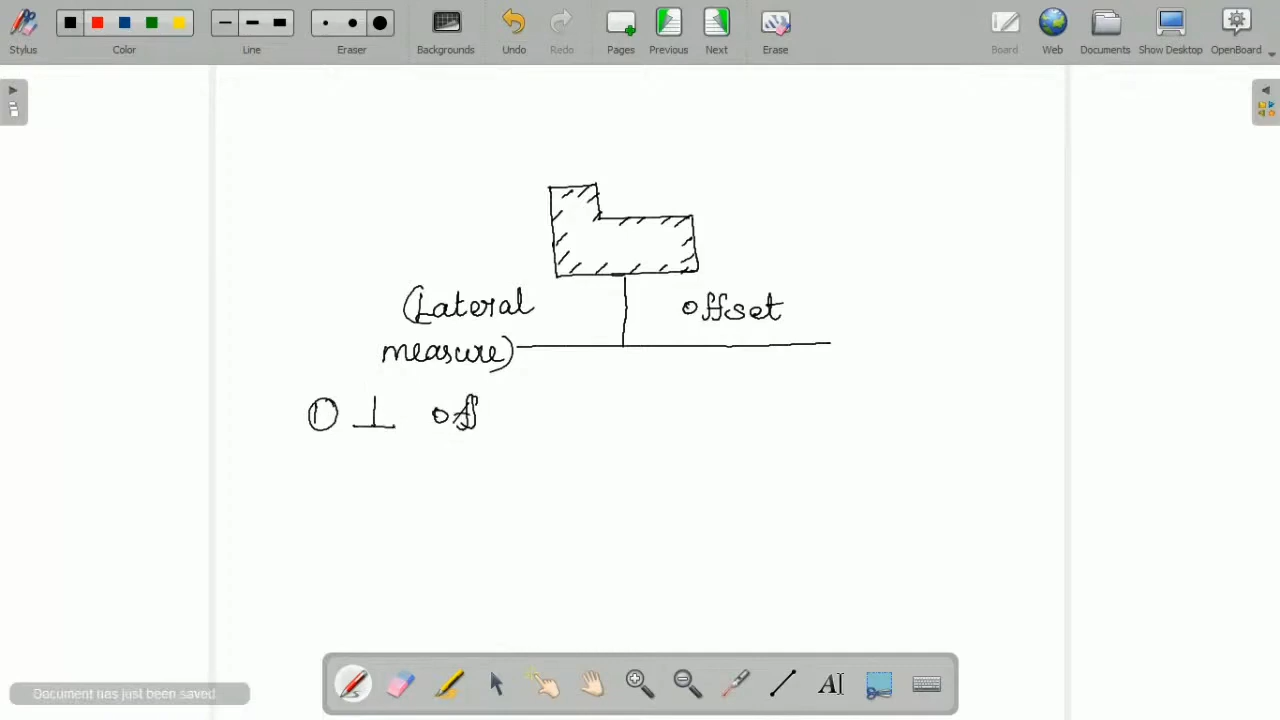 Stylus
Color
Line
Eraser
Backgrounds
Undo
Redo
Pages
Previous
Next
Erase
Board
Web
Documents
Show Desktop
OpenBoard
(Lateral offset
measure)
① ⊥ off
Document has just been saved